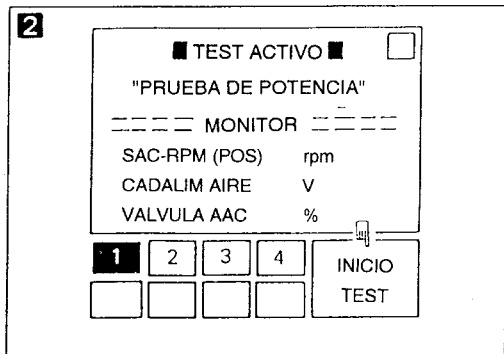 2
■ TEST ACTIVO ■
"PRUEBA DE POTENCIA"
MONITOR
SAC-RPM (POS) rpm
CADALIM AIRE V
VALVULA AAC %
1 2 3 4
INICIO
TEST